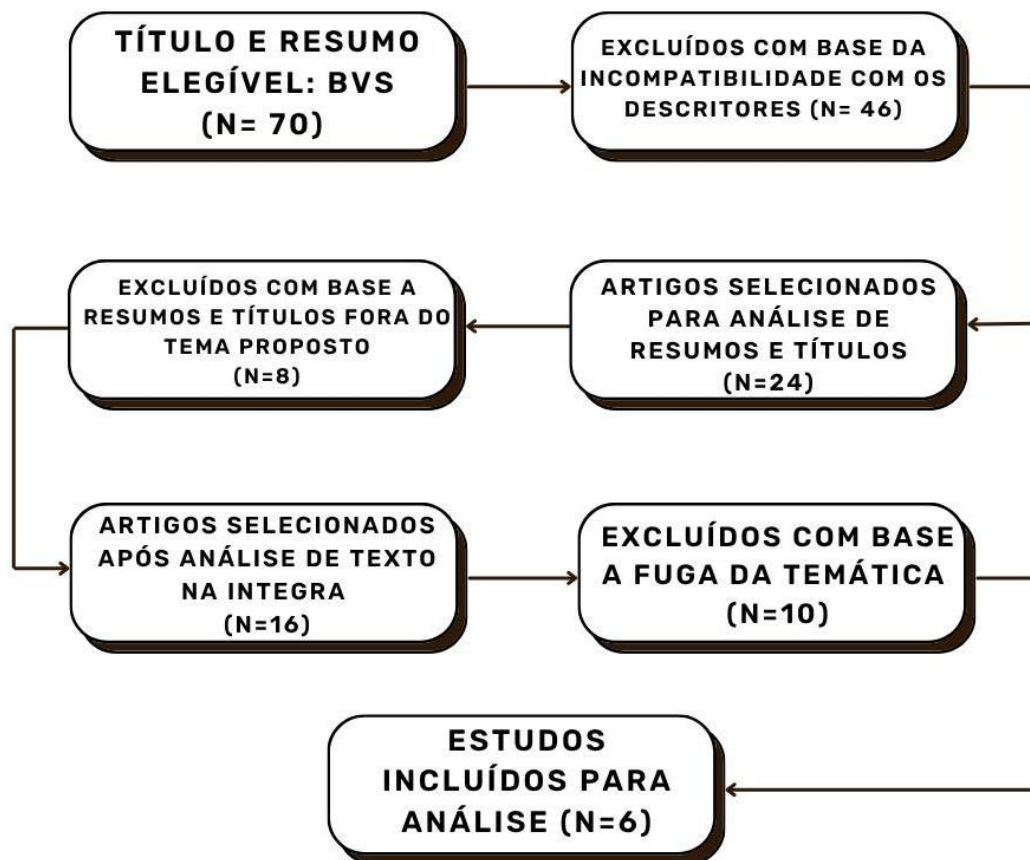 TÍTULO E RESUMO
ELEGÍVEL: BVS
(N= 70)
EXCLUÍDOS COM BASE DA
INCOMPATIBILIDADE COM OS
DESCRITORES (N= 46)
ARTIGOS SELECIONADOS
PARA ANÁLISE DE
RESUMOS E TÍTULOS
(N=24)
EXCLUÍDOS COM BASE A
RESUMOS E TÍTULOS FORA DO
TEMA PROPOSTO
(N=8)
ARTIGOS SELECIONADOS
APÓS ANÁLISE DE TEXTO
NA INTEGRA
(N=16)
EXCLUÍDOS COM BASE
A FUGA DA TEMÁTICA
(N=10)
ESTUDOS
INCLUÍDOS PARA
ANÁLISE (N=6)